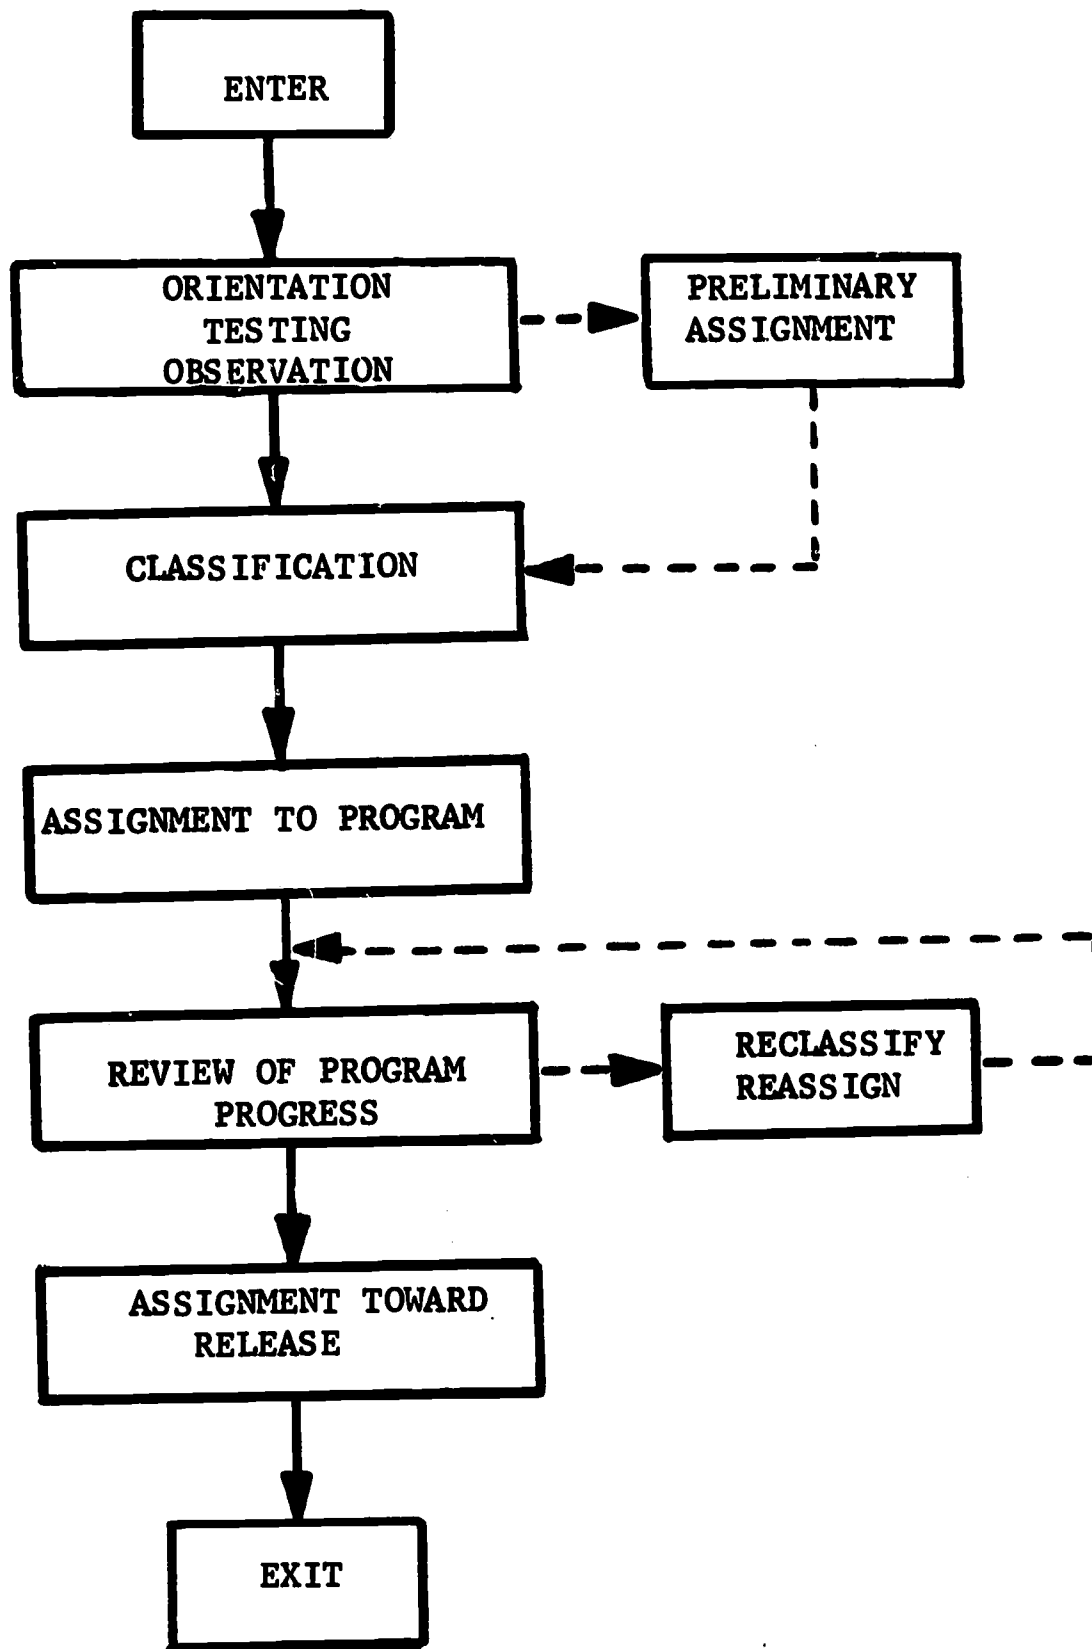 ENTER
ORIENTATION
TESTING
OBSERVATION
PRELIMINARY
ASSIGNMENT
CLASSIFICATION
ASSIGNMENT TO PROGRAM
REVIEW OF PROGRAM
PROGRESS
RECLASSIFY
REASSIGN
ASSIGNMENT TOWARD
RELEASE
EXIT